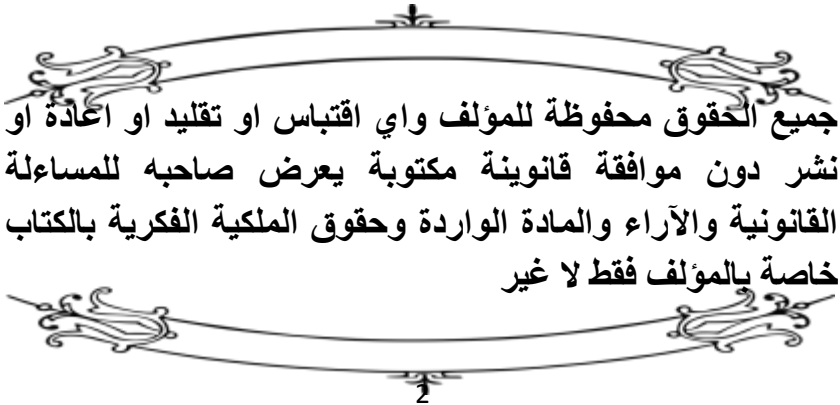 جميع الحقوق محفوظة للمؤلف واي اقتباس او تقليد او اعادة او
نشر دون موافقة قانوينة مكتوبة يعرض صاحبه للمساءلة
القانونية والآراء والمادة الواردة وحقوق الملكية الفكرية بالكتاب
خاصة بالمؤلف فقط لا غير
2